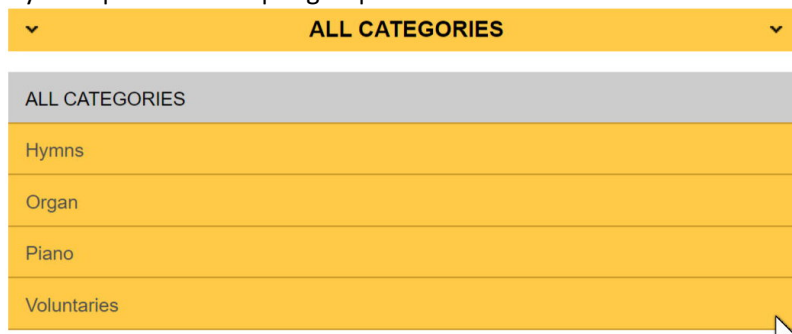 ALL CATEGORIES
ALL CATEGORIES
Hymns
Organ
Piano
Voluntaries